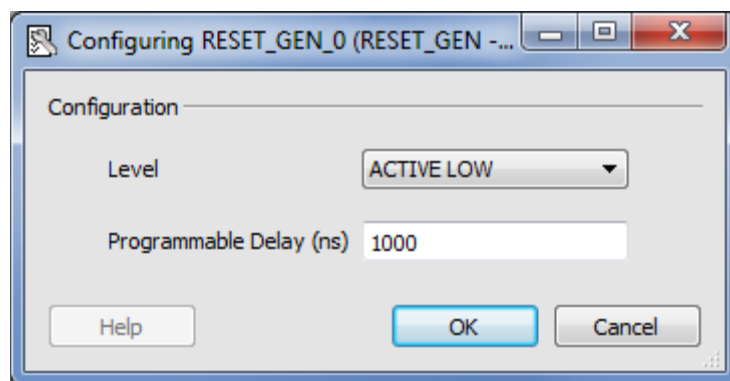 Configuring RESET_GEN_0 (RESET_GEN -...
Configuration
Level ACTIVE LOW
Programmable Delay (ns) 1000
Help OK Cancel